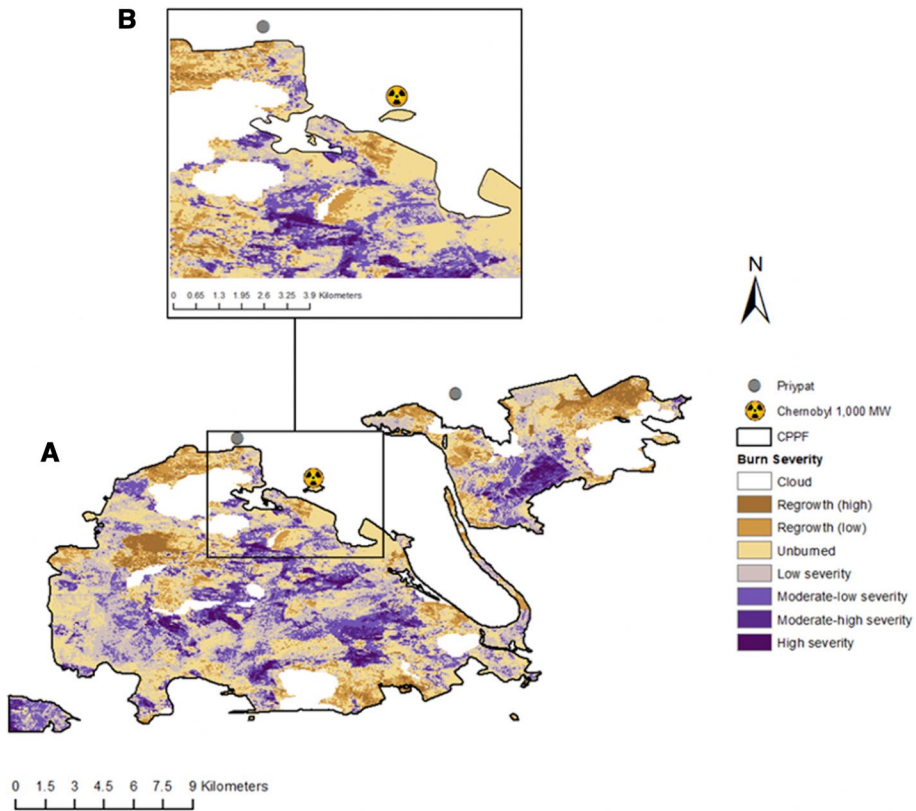 B
0 0.65 1.3 1.95 2.6 3.25 3.9 Kilometers
N
A
Priypat
Chernobyl 1,000 MW
CPPF
Burn Severity
Cloud
Regrowth (high)
Regrowth (low)
Unburned
Low severity
Moderate-low severity
Moderate-high severity
High severity
0 1.5 3 4.5 6 7.5 9 Kilometers